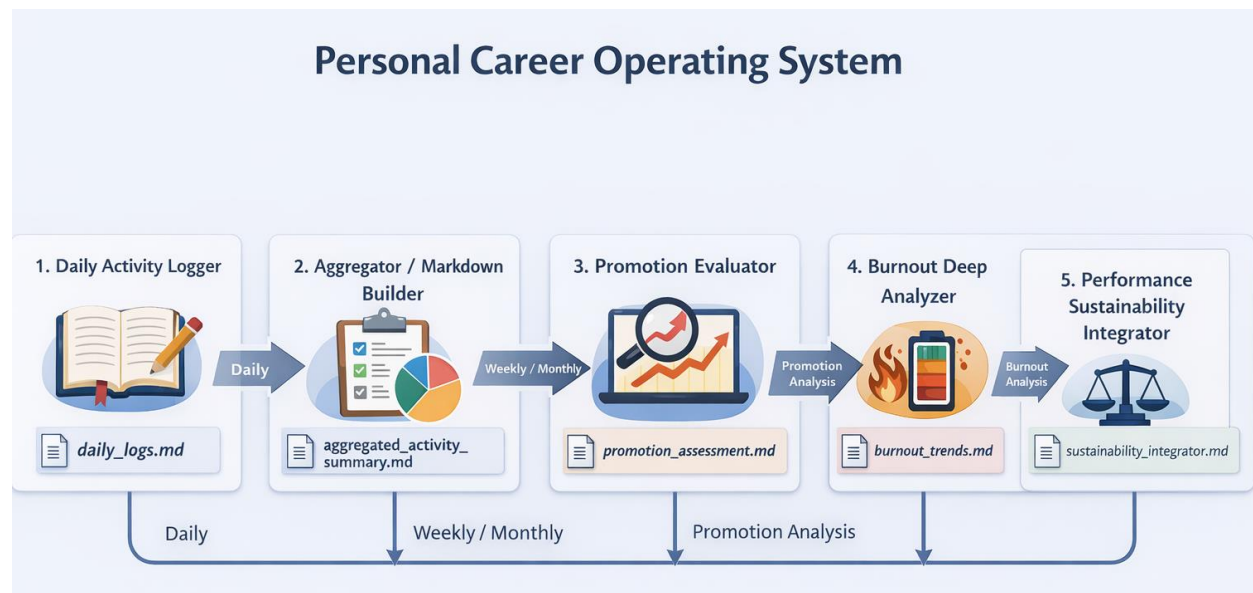 Personal Career Operating System
1. Daily Activity Logger
daily_logs.md
Daily
2. Aggregator / Markdown
Builder
aggregated_activity_
summary.md
Weekly / Monthly
3. Promotion Evaluator
promotion_assessment.md
Promotion
Analysis
4. Burnout Deep
Analyzer
burnout_trends.md
Burnout
Analysis
5. Performance
Sustainability
Integrator
sustainability_integrator.md
Daily
Weekly / Monthly
Promotion Analysis